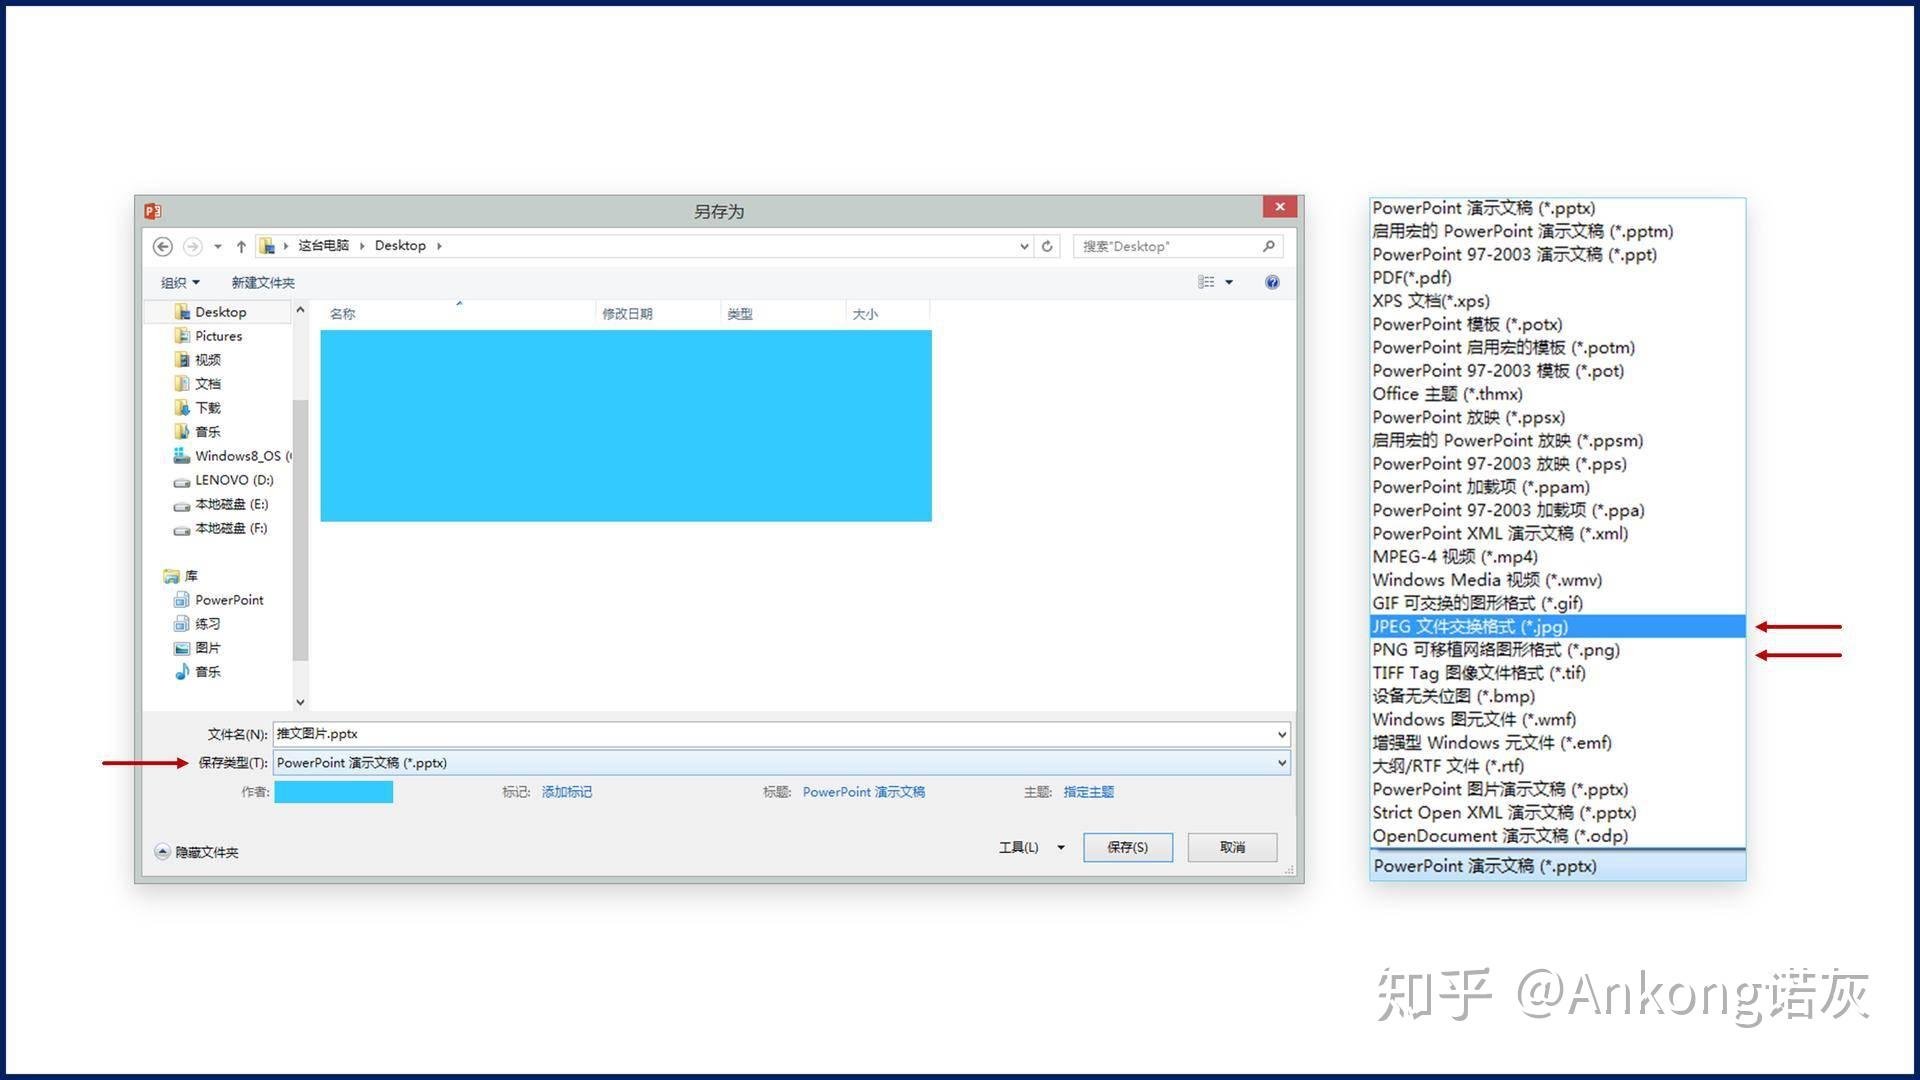 另存为
这台电脑 Desktop
搜索"Desktop"
组织 新建文件夹
名称 修改日期 类型 大小
Desktop
Pictures
视频
文档
下载
音乐
Windows8_OS (
LENOVO (D:)
本地磁盘 (E:)
本地磁盘 (F:)
库
PowerPoint
练习
图片
音乐
文件名(N): 推文图片.pptx
保存类型(T): PowerPoint 演示文稿 (*.pptx)
作者: 标记: 添加标记 标题: PowerPoint 演示文稿 主题: 指定主题
隐藏文件夹 工具(L) 保存(S) 取消
PowerPoint 演示文稿 (*.pptx)
启用宏的 PowerPoint 演示文稿 (*.pptm)
PowerPoint 97-2003 演示文稿 (*.ppt)
PDF(*.pdf)
XPS 文档(*.xps)
PowerPoint 模板 (*.potx)
PowerPoint 启用宏的模板 (*.potm)
PowerPoint 97-2003 模板 (*.pot)
Office 主题 (*.thmx)
PowerPoint 放映 (*.ppsx)
启用宏的 PowerPoint 放映 (*.ppsm)
PowerPoint 97-2003 放映 (*.pps)
PowerPoint 加载项 (*.ppam)
PowerPoint 97-2003 加载项 (*.ppa)
PowerPoint XML 演示文稿 (*.xml)
MPEG-4 视频 (*.mp4)
Windows Media 视频 (*.wmv)
GIF 可交换的图形格式 (*.gif)
JPEG 文件交换格式 (*.jpg)
PNG 可移植网络图形格式 (*.png)
TIFF Tag 图像文件格式 (*.tif)
设备无关位图 (*.bmp)
Windows 图元文件 (*.wmf)
增强型 Windows 元文件 (*.emf)
大纲/RTF 文件 (*.rtf)
PowerPoint 图片演示文稿 (*.pptx)
Strict Open XML 演示文稿 (*.pptx)
OpenDocument 演示文稿 (*.odp)
PowerPoint 演示文稿 (*.pptx)
知乎 @Ankong诺灰